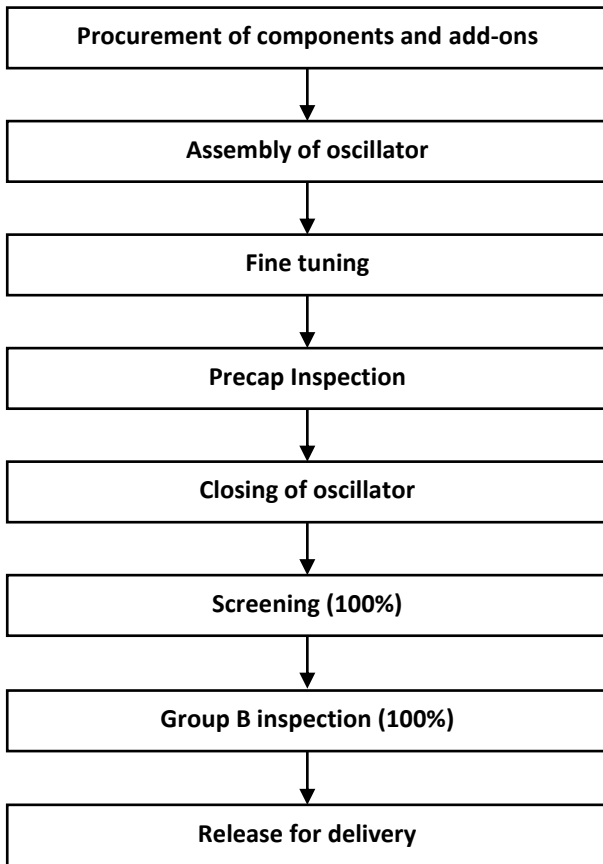 Procurement of components and add-ons
Assembly of oscillator
Fine tuning
Precap Inspection
Closing of oscillator
Screening (100%)
Group B inspection (100%)
Release for delivery